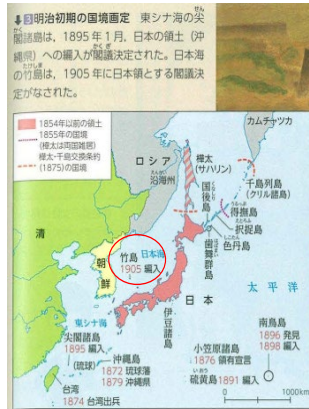 3 明治初期の国境画定 東シナ海の尖
せん
閣諸島は，1895年1月，日本の領土（沖
かく
縄県）への編入が閣議決定された。日本海
かくぎ
の竹島は，1905年に日本領とする閣議決
たけしま
定がなされた。
1854年以前の領土
1855年の国境
(樺太は両国雑居)
樺太・千島交換条約
(1875)の国境
カムチャツカ
ロシア
沿海州
樺太
(サハリン)
国後島
千島列島
(クリル諸島)
得撫島
択捉島
色丹島
歯舞群島
清
朝鮮
竹島
1905 編入
日本海
日本
太平洋
東シナ海
尖閣諸島
1895 編入
(琉球)
沖縄島
1872 琉球藩
1879 沖縄県
台湾
1874 台湾出兵
伊豆諸島
小笠原諸島
1876 領有宣言
硫黄島 1891 編入
南鳥島
1896 発見
1898 編入
0
1000km